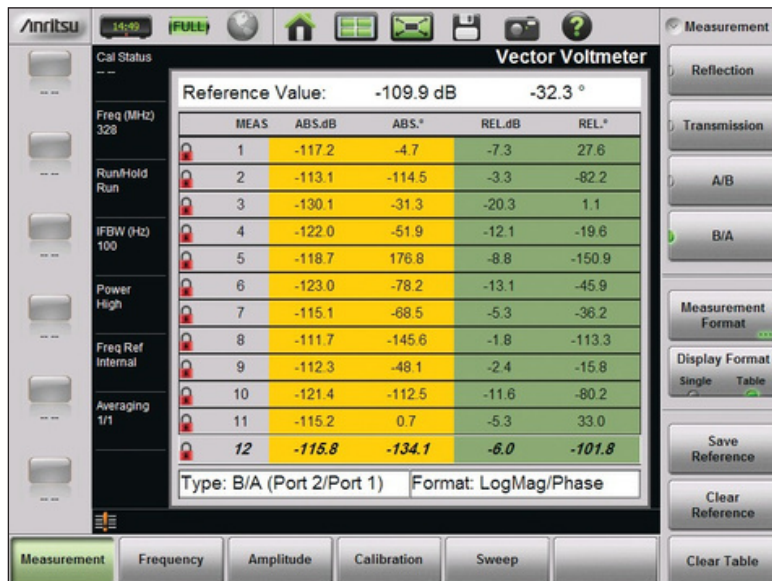 Anritsu 14:49 FULL ? Measurement
Cal Status
-- --
Vector Voltmeter
Reference Value: -109.9 dB -32.3 °
Freq (MHz)
328
Run/Hold
Run
IFBW (Hz)
100
Power
High
Freq Ref
Internal
Averaging
1/1
MEAS ABS.dB ABS.° REL.dB REL.°
1 -117.2 -4.7 -7.3 27.6
2 -113.1 -114.5 -3.3 -82.2
3 -130.1 -31.3 -20.3 1.1
4 -122.0 -51.9 -12.1 -19.6
5 -118.7 176.8 -8.8 -150.9
6 -123.0 -78.2 -13.1 -45.9
7 -115.1 -68.5 -5.3 -36.2
8 -111.7 -145.6 -1.8 -113.3
9 -112.3 -48.1 -2.4 -15.8
10 -121.4 -112.5 -11.6 -80.2
11 -115.2 0.7 -5.3 33.0
12 -115.8 -134.1 -6.0 -101.8
Type: B/A (Port 2/Port 1) Format: LogMag/Phase
-- --
-- --
-- --
-- --
-- --
-- --
Reflection
Transmission
A/B
B/A
Measurement
Format
Display Format
Single Table
Save
Reference
Clear
Reference
Clear Table
Measurement Frequency Amplitude Calibration Sweep